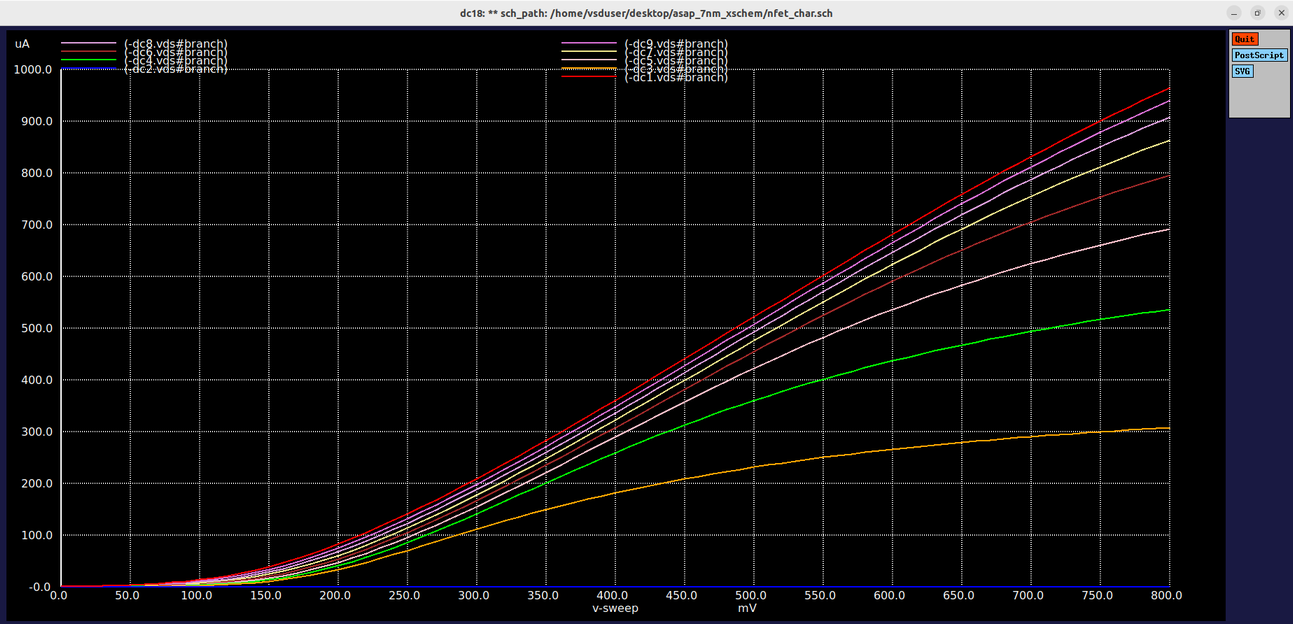 dc18: ** sch_path: /home/vsduser/desktop/asap_7nm_xschem/nfet_char.sch
Quit
PostScript
SVG
uA
(-dc8.vds#branch)
(-dc6.vds#branch)
(-dc4.vds#branch)
(-dc2.vds#branch)
(-dc9.vds#branch)
(-dc7.vds#branch)
(-dc5.vds#branch)
(-dc3.vds#branch)
(-dc1.vds#branch)
1000.0
900.0
800.0
700.0
600.0
500.0
400.0
300.0
200.0
100.0
-0.0
0.0 50.0 100.0 150.0 200.0 250.0 300.0 350.0 400.0 450.0 500.0 550.0 600.0 650.0 700.0 750.0 800.0
v-sweep mV